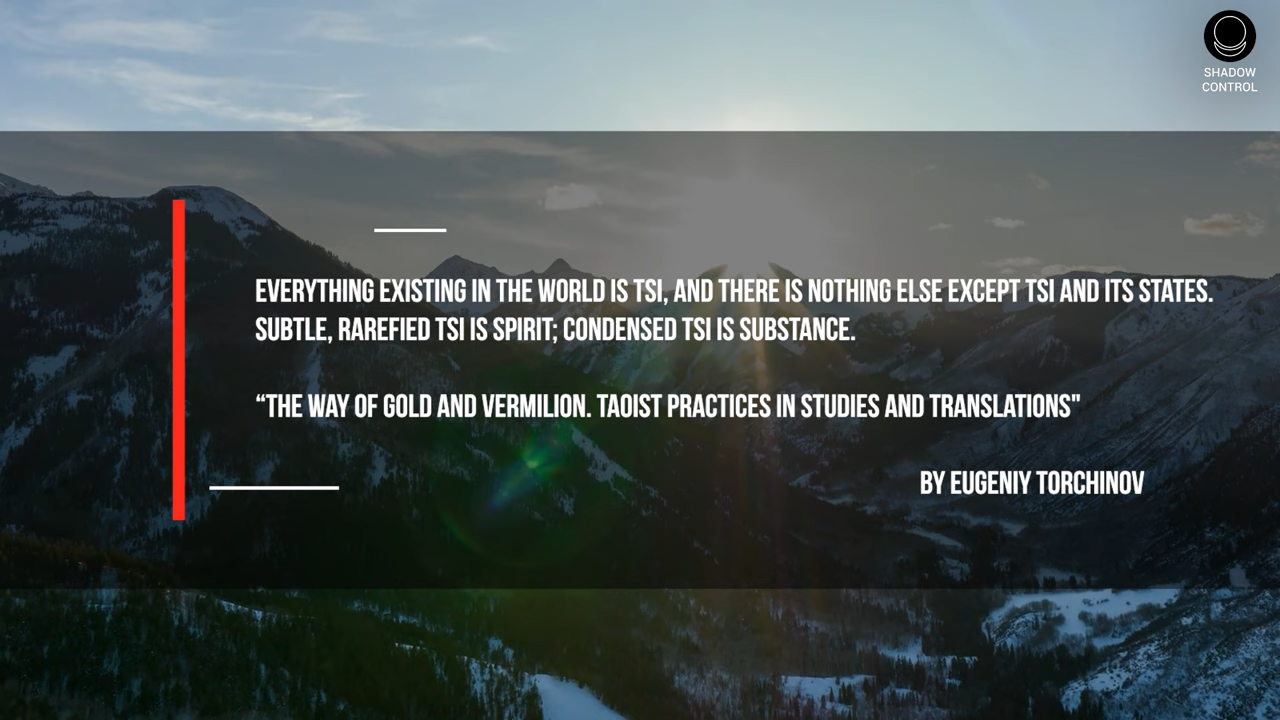 SHADOW
CONTROL
EVERYTHING EXISTING IN THE WORLD IS TSI, AND THERE IS NOTHING ELSE EXCEPT TSI AND ITS STATES.
SUBTLE, RAREFIED TSI IS SPIRIT; CONDENSED TSI IS SUBSTANCE.
“THE WAY OF GOLD AND VERMILION. TAOIST PRACTICES IN STUDIES AND TRANSLATIONS"
BY EUGENIY TORCHINOV